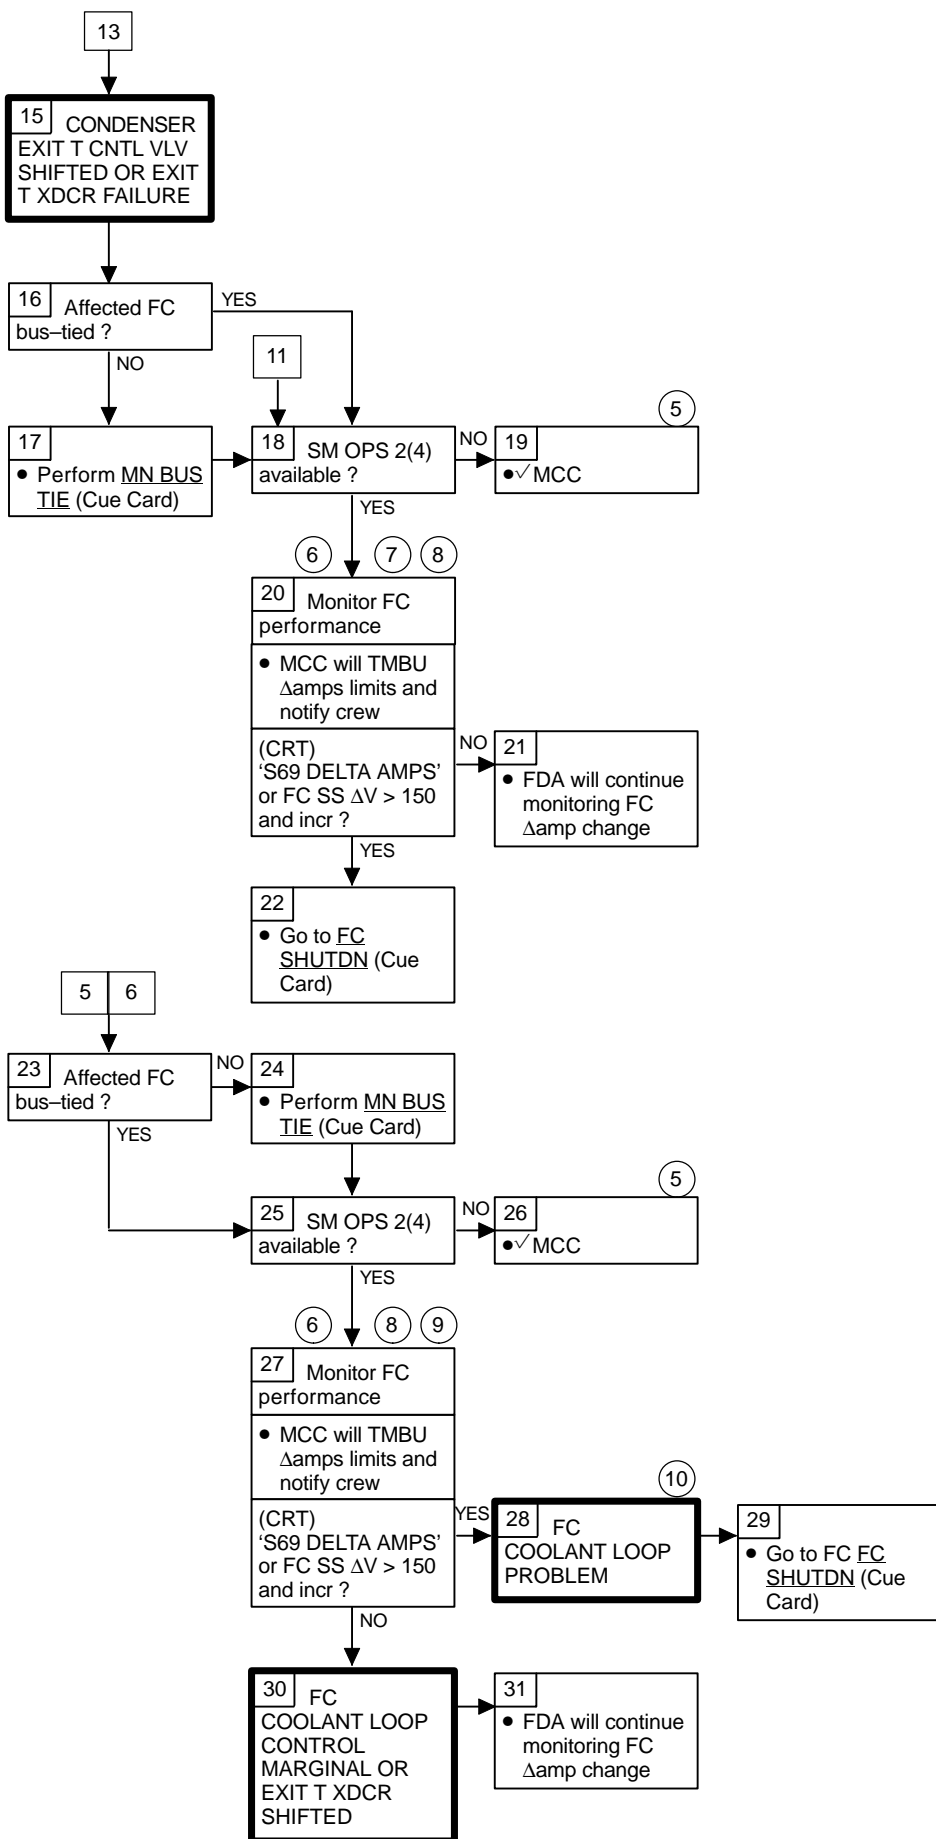 13
15 CONDENSER
EXIT T CNTL VLV
SHIFTED OR EXIT
T XDCR FAILURE
16 Affected FC
bus–tied ?
YES
NO
11
17
● Perform MN BUS
TIE (Cue Card)
18 SM OPS 2(4)
available ?
NO
5
19
●√ MCC
YES
6 7 8
20 Monitor FC
performance
● MCC will TMBU
∆amps limits and
notify crew
(CRT)
‘S69 DELTA AMPS’
or FC SS ∆V > 150
and incr ?
NO
21
● FDA will continue
monitoring FC
∆amp change
YES
22
● Go to FC
SHUTDN (Cue
Card)
5 6
23 Affected FC
bus–tied ?
NO
24
● Perform MN BUS
TIE (Cue Card)
YES
25 SM OPS 2(4)
available ?
NO
5
26
●√ MCC
YES
6 8 9
27 Monitor FC
performance
● MCC will TMBU
∆amps limits and
notify crew
(CRT)
‘S69 DELTA AMPS’
or FC SS ∆V > 150
and incr ?
YES
10
28 FC
COOLANT LOOP
PROBLEM
29
● Go to FC FC
SHUTDN (Cue
Card)
NO
30 FC
COOLANT LOOP
CONTROL
MARGINAL OR
EXIT T XDCR
SHIFTED
31
● FDA will continue
monitoring FC
∆amp change